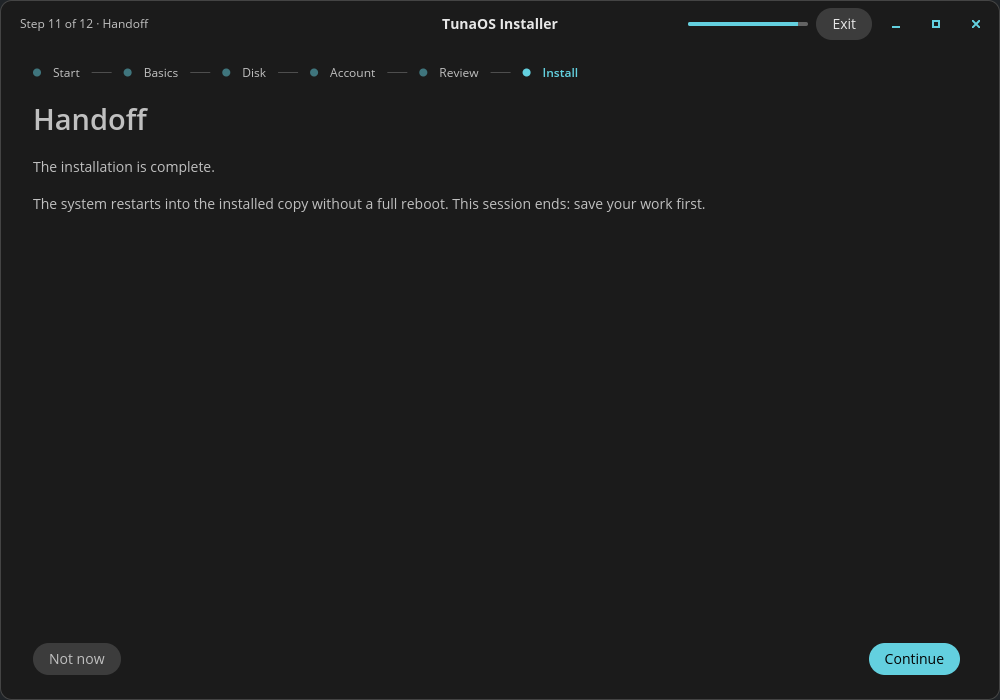 Step 11 of 12 · Handoff
TunaOS Installer
Exit
Start
Basics
Disk
Account
Review
Install
Handoff
The installation is complete.
The system restarts into the installed copy without a full reboot. This session ends: save your work first.
Not now
Continue